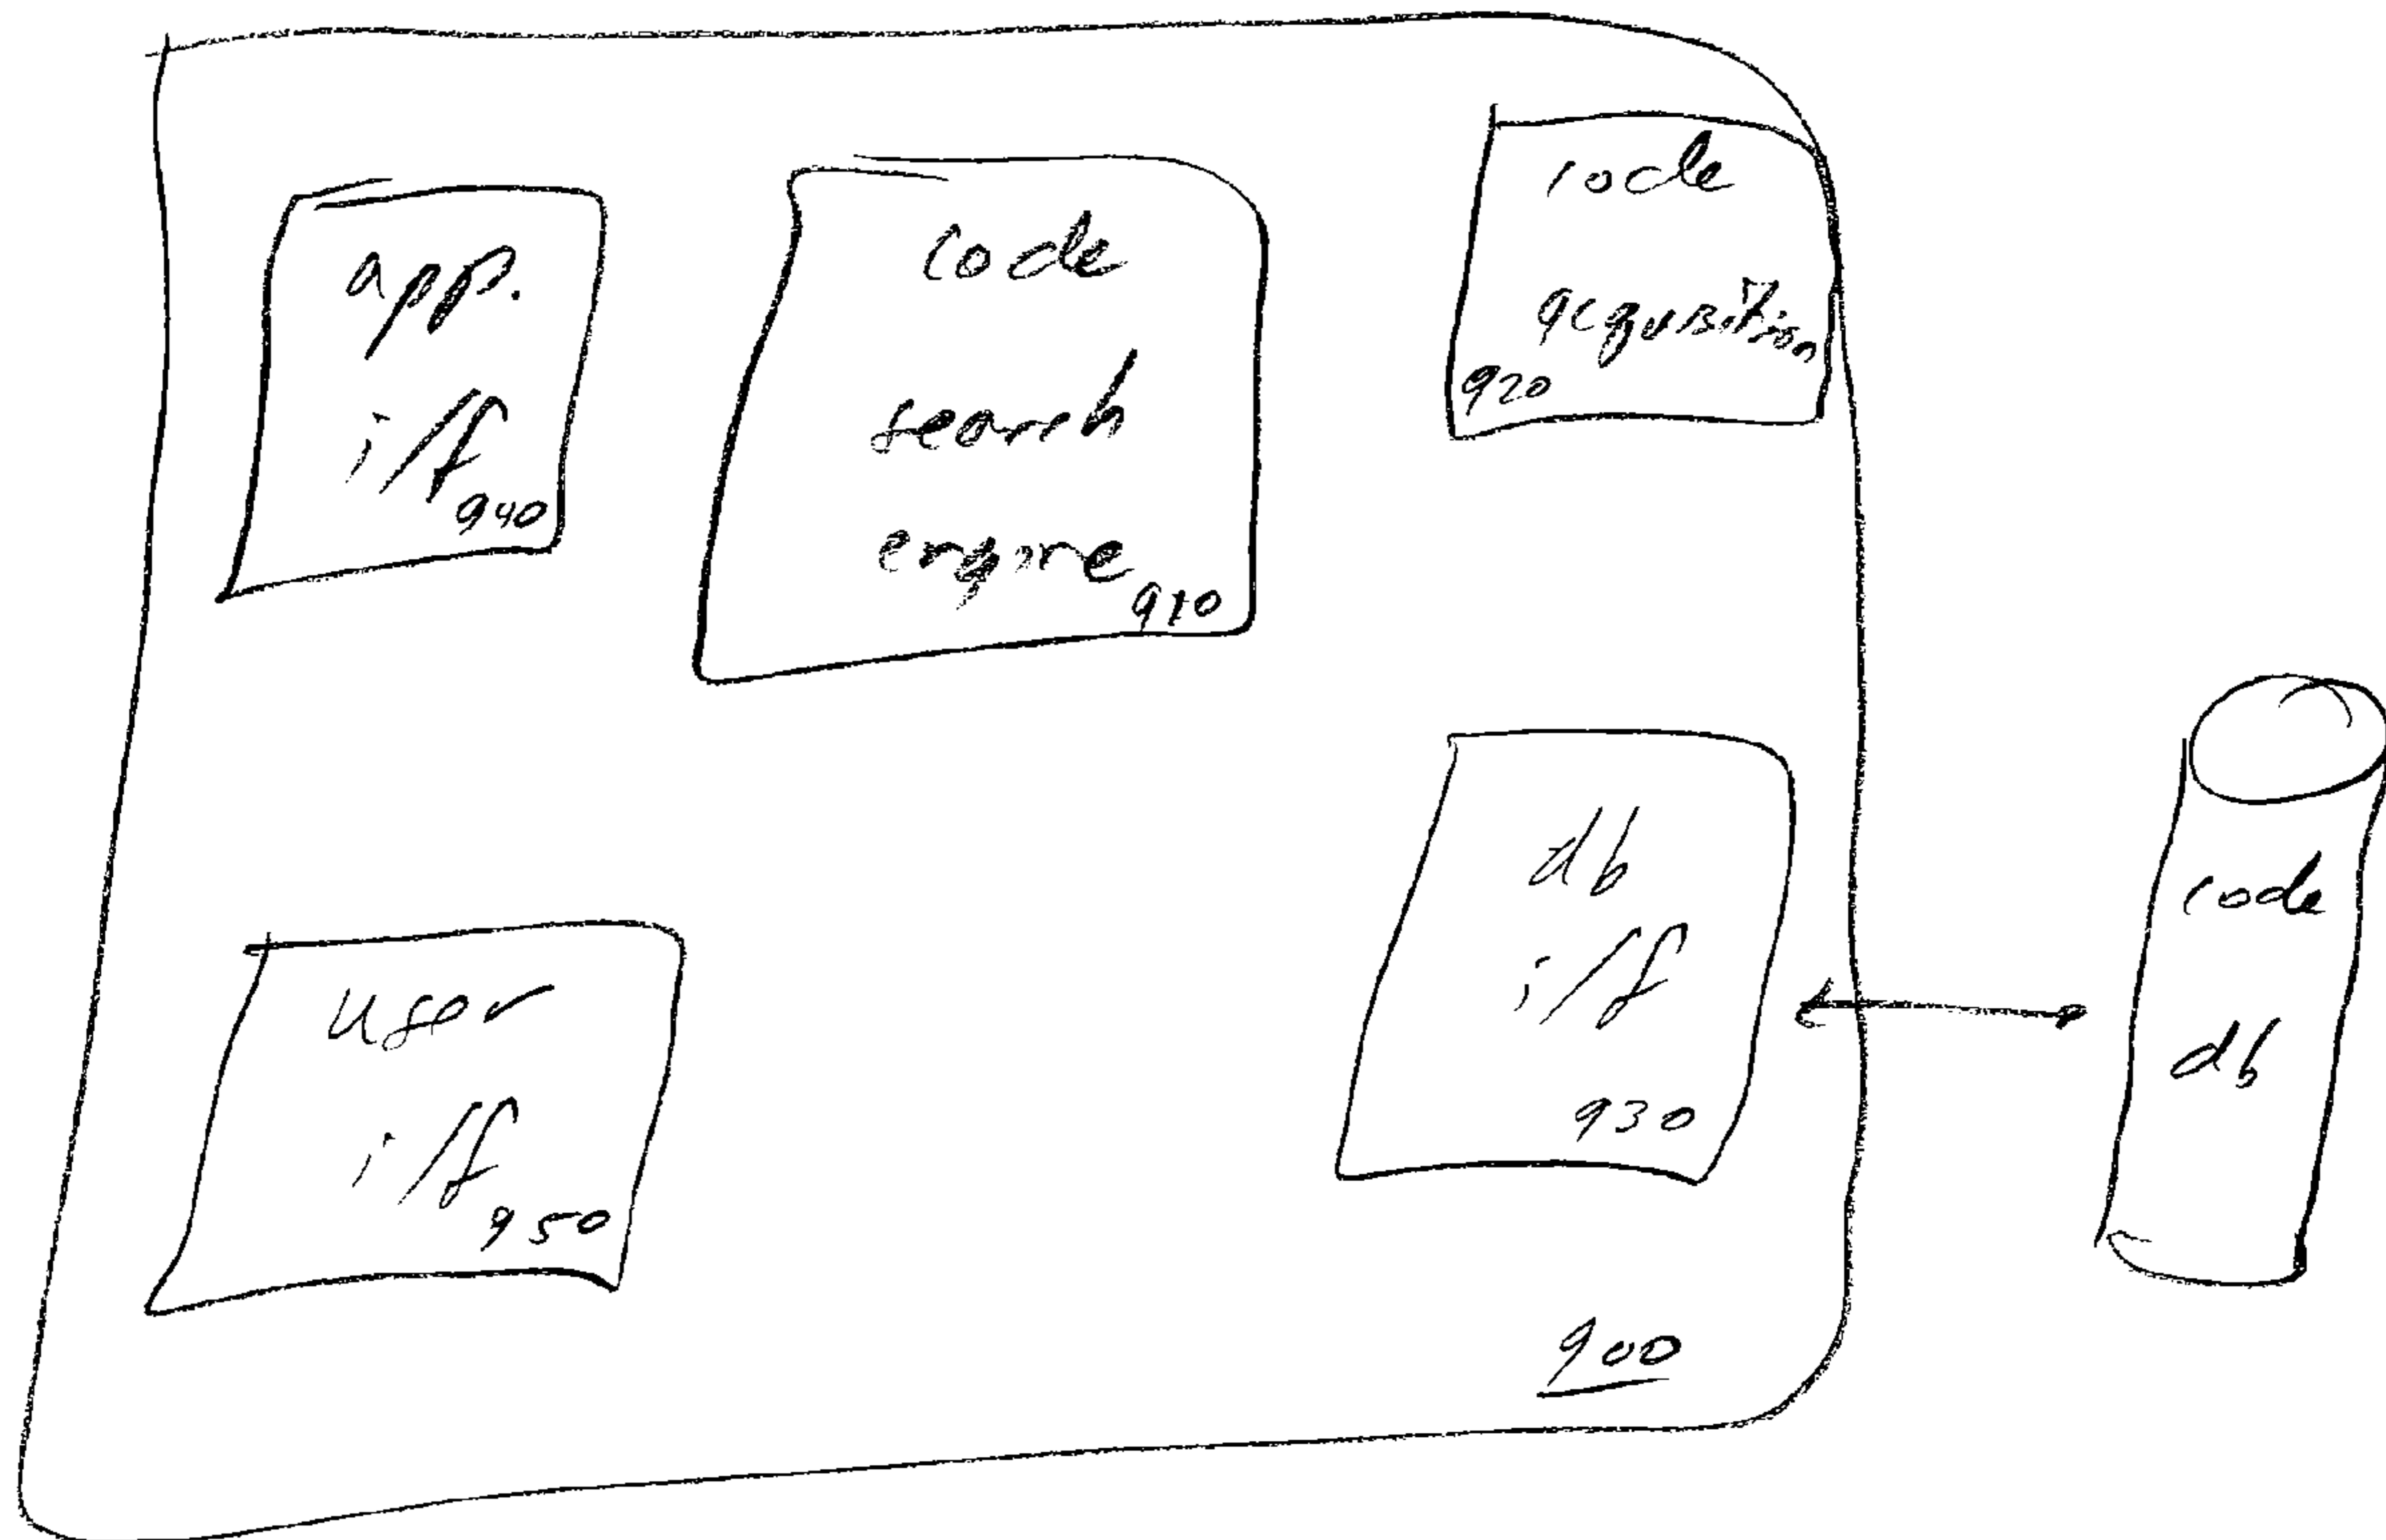 app.
i/f
940
code
search
engine
910
code
acquisition
920
user
i/f
950
db
i/f
930
900
code
db